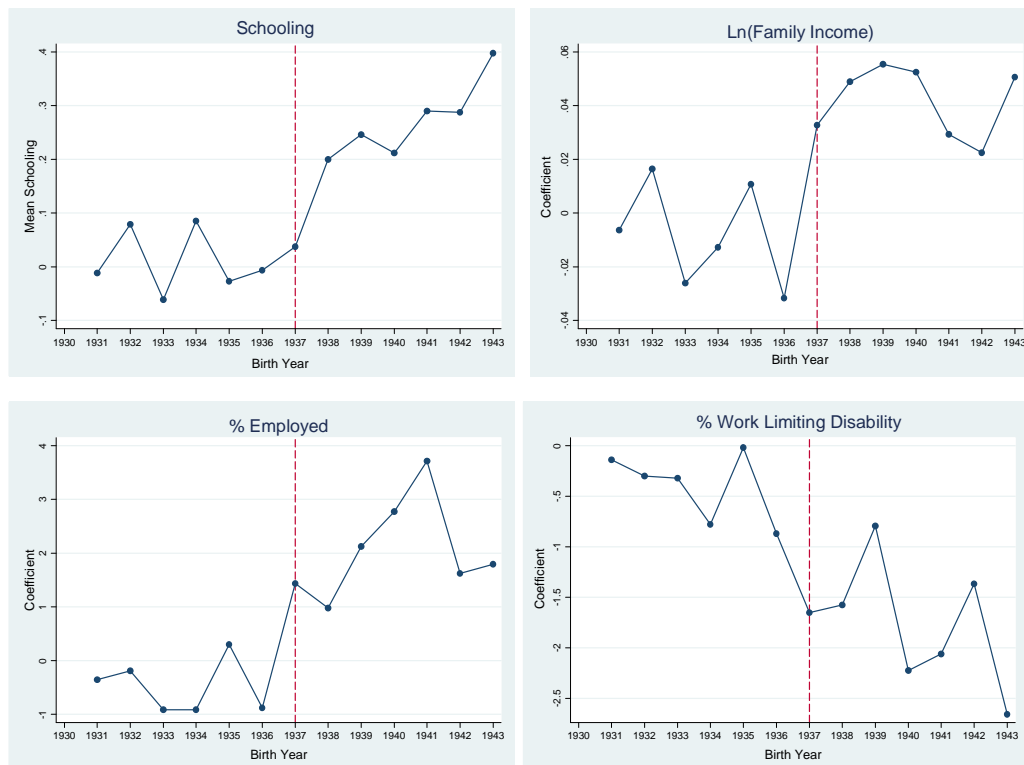 Schooling
Mean Schooling
.4
.3
.2
.1
0
-.1
1930 1931 1932 1933 1934 1935 1936 1937 1938 1939 1940 1941 1942 1943
Birth Year
Ln(Family Income)
Coefficient
.06
.04
.02
0
-.02
-.04
1930 1931 1932 1933 1934 1935 1936 1937 1938 1939 1940 1941 1942 1943
Birth Year
% Employed
Coefficient
4
3
2
1
0
-1
1930 1931 1932 1933 1934 1935 1936 1937 1938 1939 1940 1941 1942 1943
Birth Year
% Work Limiting Disability
Coefficient
0
-.5
-1
-1.5
-2
-2.5
1930 1931 1932 1933 1934 1935 1936 1937 1938 1939 1940 1941 1942 1943
Birth Year